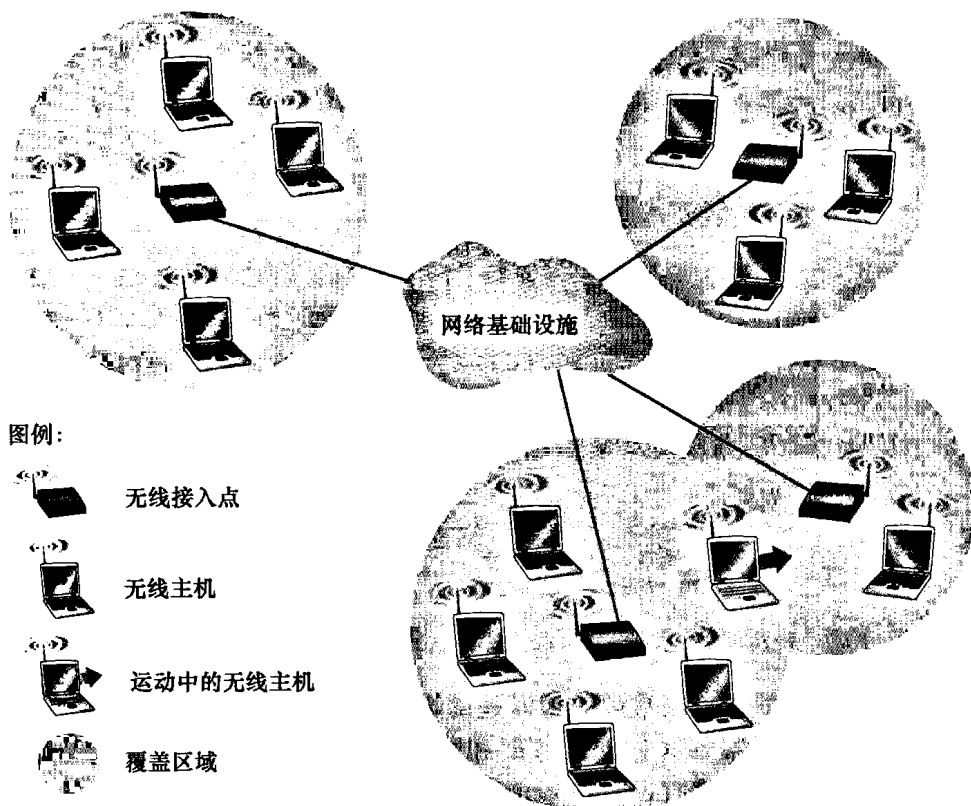 网络基础设施
图例：
无线接入点
无线主机
运动中的无线主机
覆盖区域